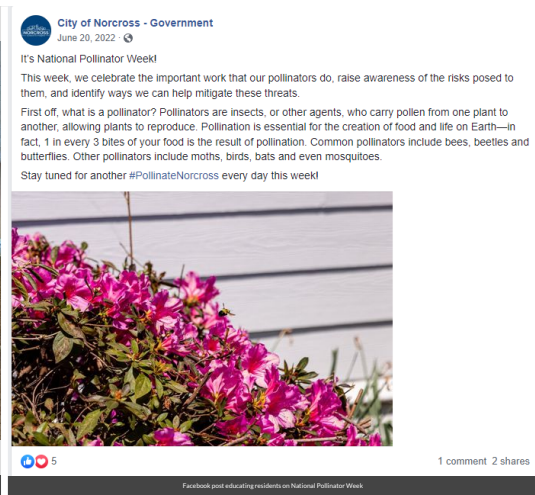 NORCROSS
City of Norcross - Government
June 20, 2022 ·
It's National Pollinator Week!
This week, we celebrate the important work that our pollinators do, raise awareness of the risks posed to
them, and identify ways we can help mitigate these threats.
First off, what is a pollinator? Pollinators are insects, or other agents, who carry pollen from one plant to
another, allowing plants to reproduce. Pollination is essential for the creation of food and life on Earth—in
fact, 1 in every 3 bites of your food is the result of pollination. Common pollinators include bees, beetles and
butterflies. Other pollinators include moths, birds, bats and even mosquitoes.
Stay tuned for another #PollinateNorcross every day this week!
5
1 comment 2 shares
Facebook post educating residents on National Pollinator Week